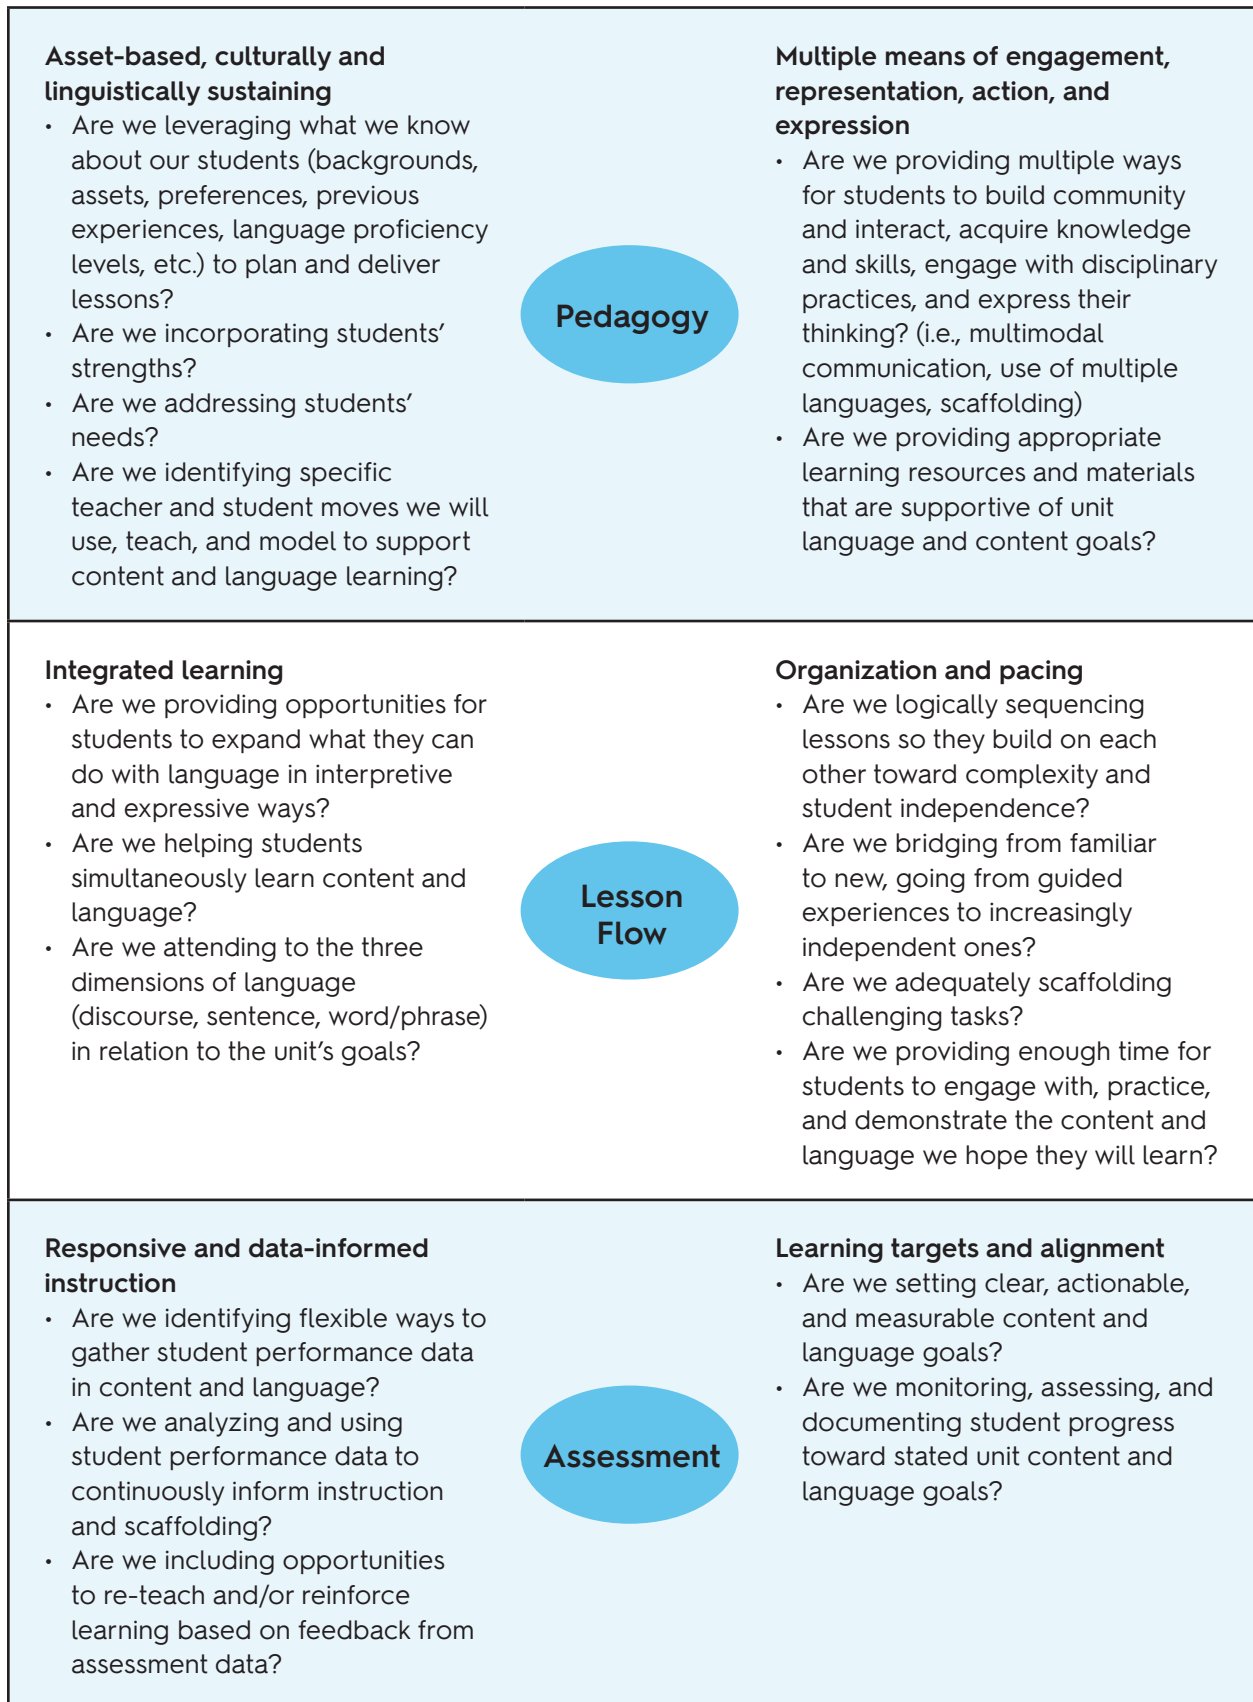 Asset-based, culturally and
linguistically sustaining
• Are we leveraging what we know
about our students (backgrounds,
assets, preferences, previous
experiences, language proficiency
levels, etc.) to plan and deliver
lessons?
• Are we incorporating students’
strengths?
• Are we addressing students’
needs?
• Are we identifying specific
teacher and student moves we will
use, teach, and model to support
content and language learning?
Pedagogy
Multiple means of engagement,
representation, action, and
expression
• Are we providing multiple ways
for students to build community
and interact, acquire knowledge
and skills, engage with disciplinary
practices, and express their
thinking? (i.e., multimodal
communication, use of multiple
languages, scaffolding)
• Are we providing appropriate
learning resources and materials
that are supportive of unit
language and content goals?
Integrated learning
• Are we providing opportunities for
students to expand what they can
do with language in interpretive
and expressive ways?
• Are we helping students
simultaneously learn content and
language?
• Are we attending to the three
dimensions of language
(discourse, sentence, word/phrase)
in relation to the unit’s goals?
Lesson
Flow
Organization and pacing
• Are we logically sequencing
lessons so they build on each
other toward complexity and
student independence?
• Are we bridging from familiar
to new, going from guided
experiences to increasingly
independent ones?
• Are we adequately scaffolding
challenging tasks?
• Are we providing enough time for
students to engage with, practice,
and demonstrate the content and
language we hope they will learn?
Responsive and data-informed
instruction
• Are we identifying flexible ways to
gather student performance data
in content and language?
• Are we analyzing and using
student performance data to
continuously inform instruction
and scaffolding?
• Are we including opportunities
to re-teach and/or reinforce
learning based on feedback from
assessment data?
Assessment
Learning targets and alignment
• Are we setting clear, actionable,
and measurable content and
language goals?
• Are we monitoring, assessing, and
documenting student progress
toward stated unit content and
language goals?